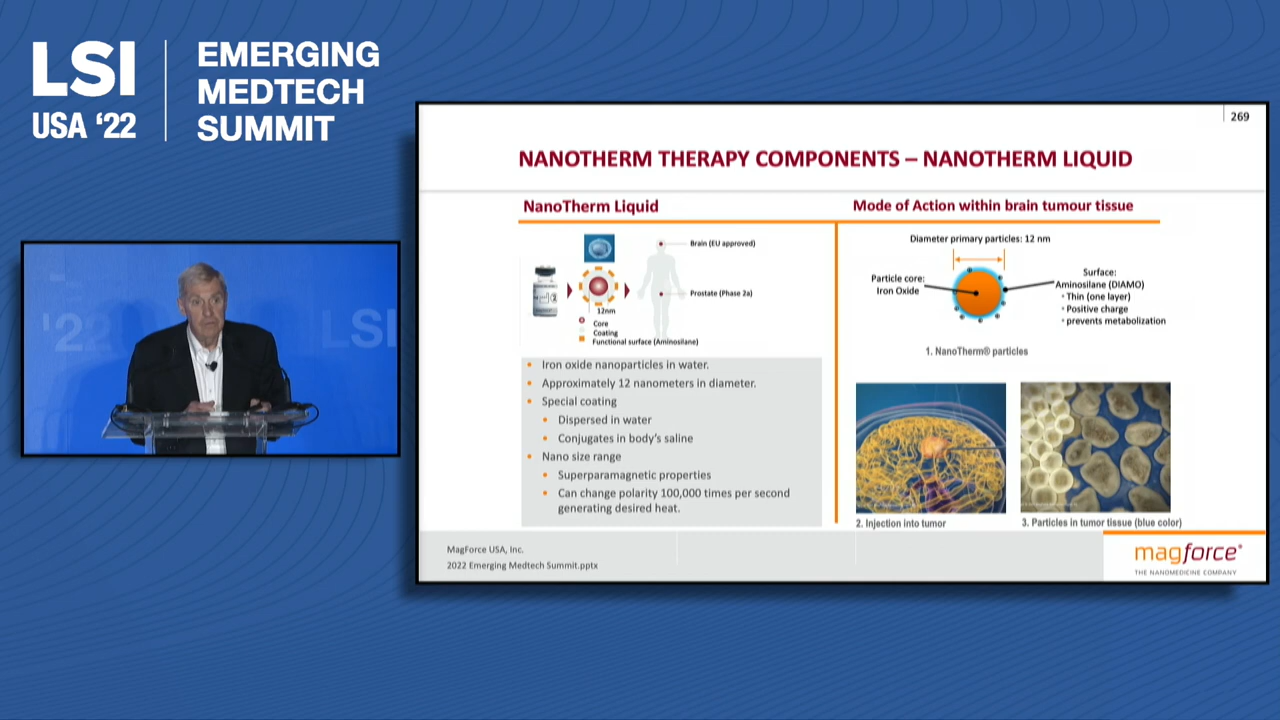 LSI
USA ‘22
EMERGING
MEDTECH
SUMMIT
'22
LSI
269
NANOTHERM THERAPY COMPONENTS – NANOTHERM LIQUID
NanoTherm Liquid
Brain (EU approved)
Prostate (Phase 2a)
12nm
Core
Coating
Functional surface (Aminosilane)
• Iron oxide nanoparticles in water.
• Approximately 12 nanometers in diameter.
• Special coating
• Dispersed in water
• Conjugates in body’s saline
• Nano size range
• Superparamagnetic properties
• Can change polarity 100,000 times per second
generating desired heat.
Mode of Action within brain tumour tissue
Diameter primary particles: 12 nm
Particle core:
Iron Oxide
Surface:
Aminosilane (DIAMO)
• Thin (one layer)
• Positive charge
• prevents metabolization
1. NanoTherm® particles
2. Injection into tumor
3. Particles in tumor tissue (blue color)
MagForce USA, Inc.
2022 Emerging Medtech Summit.pptx
magforce®
THE NANOMEDICINE COMPANY